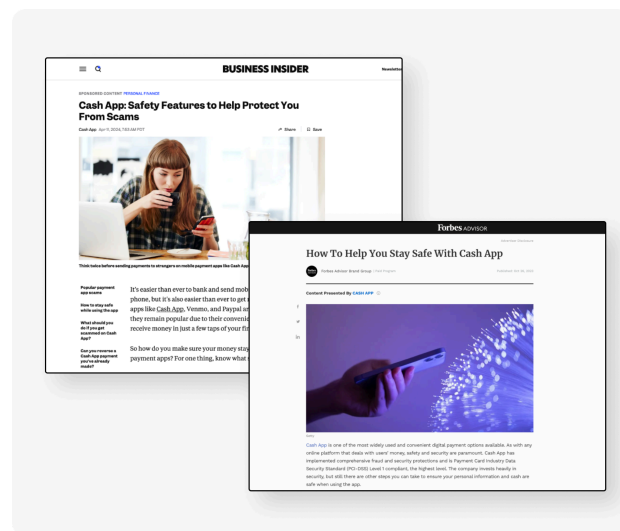 BUSINESS INSIDER
Newsletter
SPONSORED CONTENT PERSONAL FINANCE
Cash App: Safety Features to Help Protect You
From Scams
Cash App Apr 11, 2024, 7:03 AM PDT
Share
Save
Think twice before sending payments to strangers on mobile payment apps like Cash App
Popular payment
app scams
How to stay safe
while using the app
What should you
do if you get
scammed on Cash
App?
Can you reverse a
Cash App payment
you've already
made?
It's easier than ever to bank and send mob
phone, but it's also easier than ever to get
apps like Cash App, Venmo, and Paypal ar
they remain popular due to their convenie
receive money in just a few taps of your fir
So how do you make sure your money stay
payment apps? For one thing, know what s
Forbes ADVISOR
Advertiser Disclosure
How To Help You Stay Safe With Cash App
Forbes Advisor Brand Group
Content Presented By CASH APP
f
in
Cash App is one of the most widely used and convenient digital payment options available. As with any
online platform that deals with users' money, safety and security are paramount. Cash App has
implemented comprehensive fraud and security protections and is Payment Card Industry Data
Security Standard (PCI-DSS) Level 1 compliant, the highest level. The company invests heavily in
security, but still there are other steps you can take to ensure your personal information and cash are
safe when using the app.